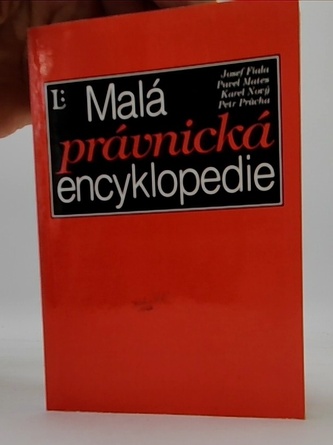 L:
Josef Fiala
Pavel Mates
Karel Nový
Petr Průcha
Malá
právnická
encyklopedie